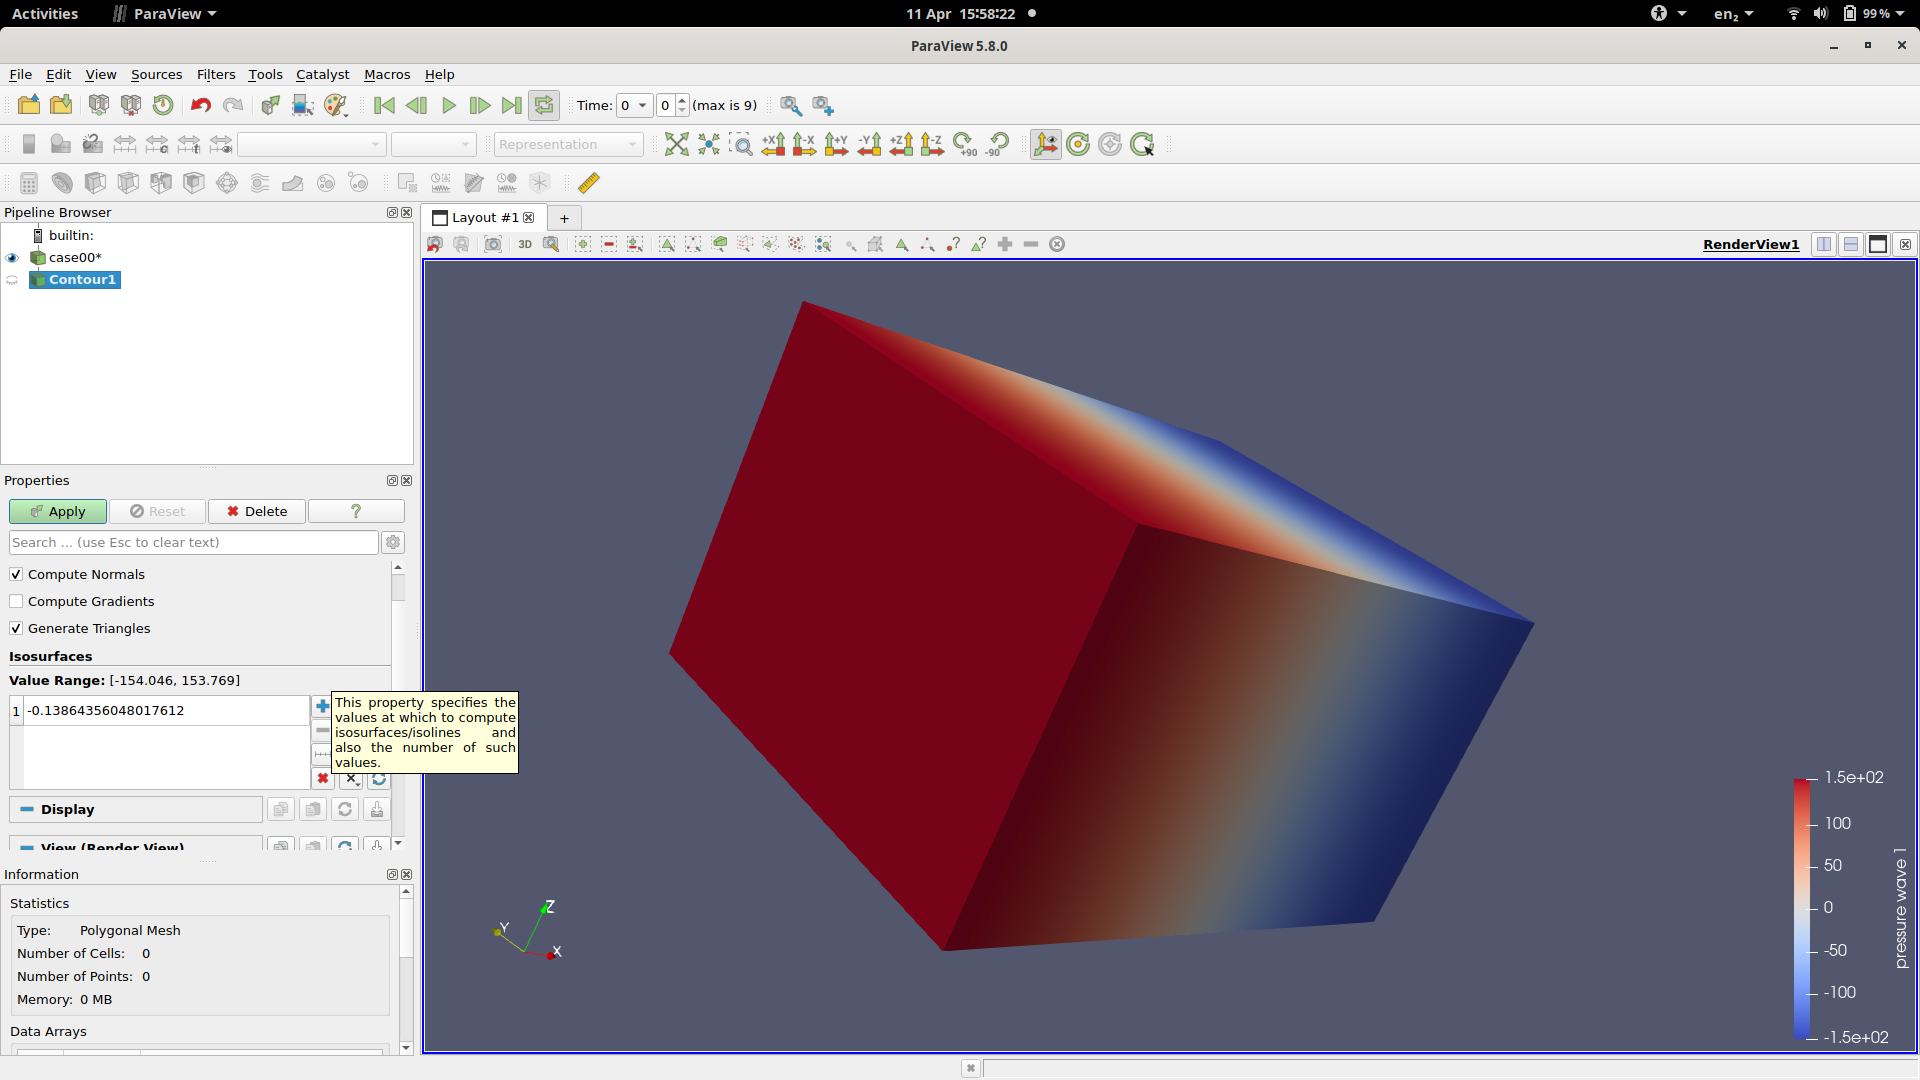 Activities ParaView 11 Apr 15:58:22 en₂ 99 %
ParaView 5.8.0
File Edit View Sources Filters Tools Catalyst Macros Help
Time: 0 0 (max is 9)
Representation +X -X +Y -Y +Z -Z +90 -90
Pipeline Browser
builtin:
case00*
Contour1
Properties
Apply Reset Delete ?
Search ... (use Esc to clear text)
Compute Normals
Compute Gradients
Generate Triangles
Isosurfaces
Value Range: [-154.046, 153.769]
1 -0.13864356048017612
This property specifies the
values at which to compute
isosurfaces/isolines and
also the number of such
values.
Display
View (Render View)
Information
Statistics
Type: Polygonal Mesh
Number of Cells: 0
Number of Points: 0
Memory: 0 MB
Data Arrays
Layout #1 +
3D RenderView1
Z
Y
X
1.5e+02
100
50
0
-50
-100
-1.5e+02
pressure wave 1